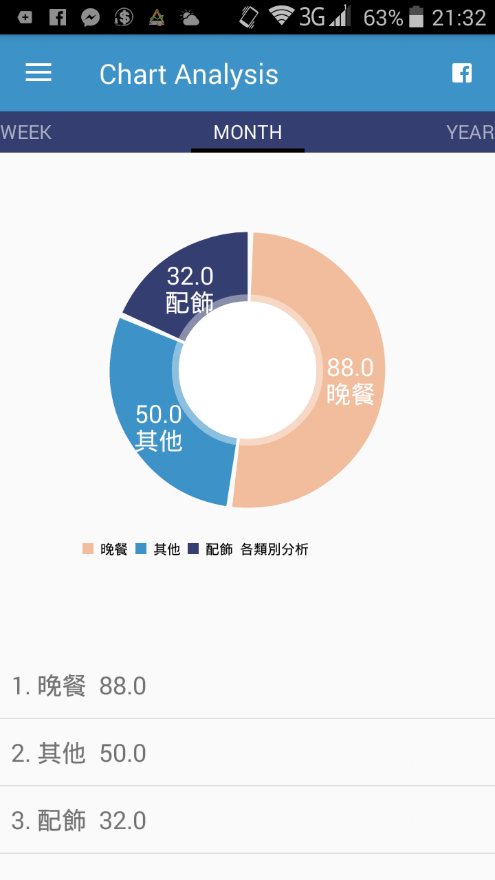 3G 63% 21:32
Chart Analysis
WEEK MONTH YEAR
32.0
配飾
88.0
晚餐
50.0
其他
晚餐 其他 配飾 各類別分析
1. 晚餐 88.0
2. 其他 50.0
3. 配飾 32.0